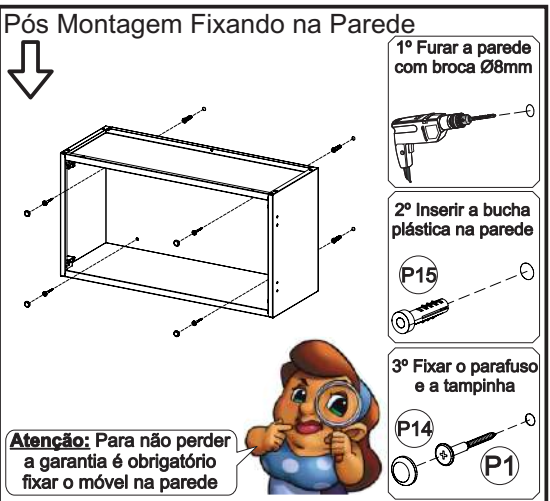 Pós Montagem Fixando na Parede
1º Furar a parede
com broca Ø8mm
2º Inserir a bucha
plástica na parede
P15
3º Fixar o parafuso
e a tampinha
P14
P1
Atenção: Para não perder
a garantia é obrigatório
fixar o móvel na parede